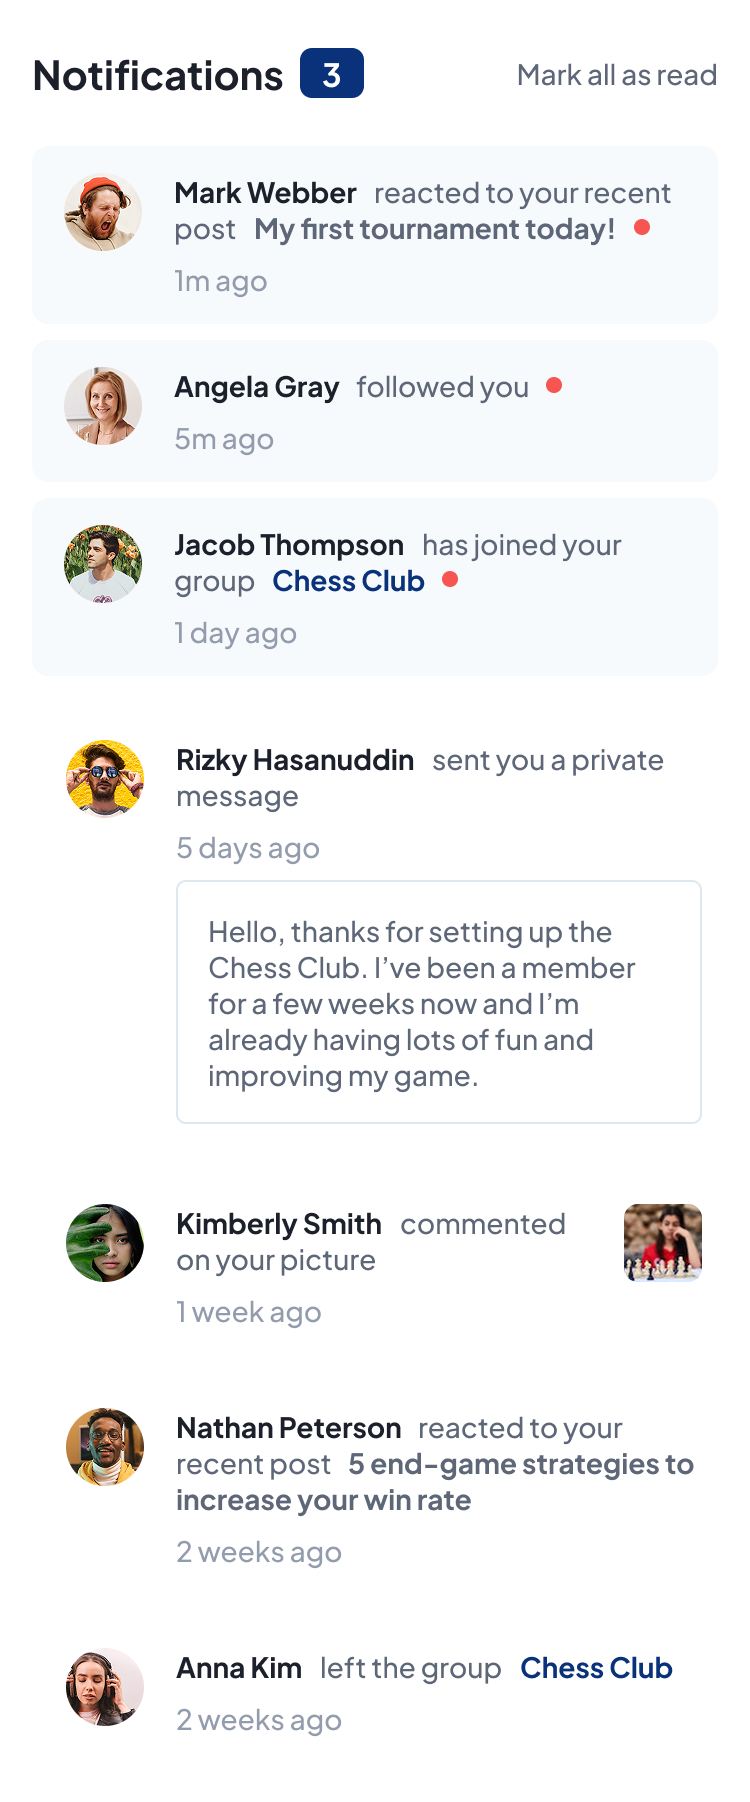 Notifications 3 Mark all as read
Mark Webber reacted to your recent
post My first tournament today!
1m ago
Angela Gray followed you
5m ago
Jacob Thompson has joined your
group Chess Club
1 day ago
Rizky Hasanuddin sent you a private
message
5 days ago
Hello, thanks for setting up the
Chess Club. I’ve been a member
for a few weeks now and I’m
already having lots of fun and
improving my game.
Kimberly Smith commented
on your picture
1 week ago
Nathan Peterson reacted to your
recent post 5 end-game strategies to
increase your win rate
2 weeks ago
Anna Kim left the group Chess Club
2 weeks ago